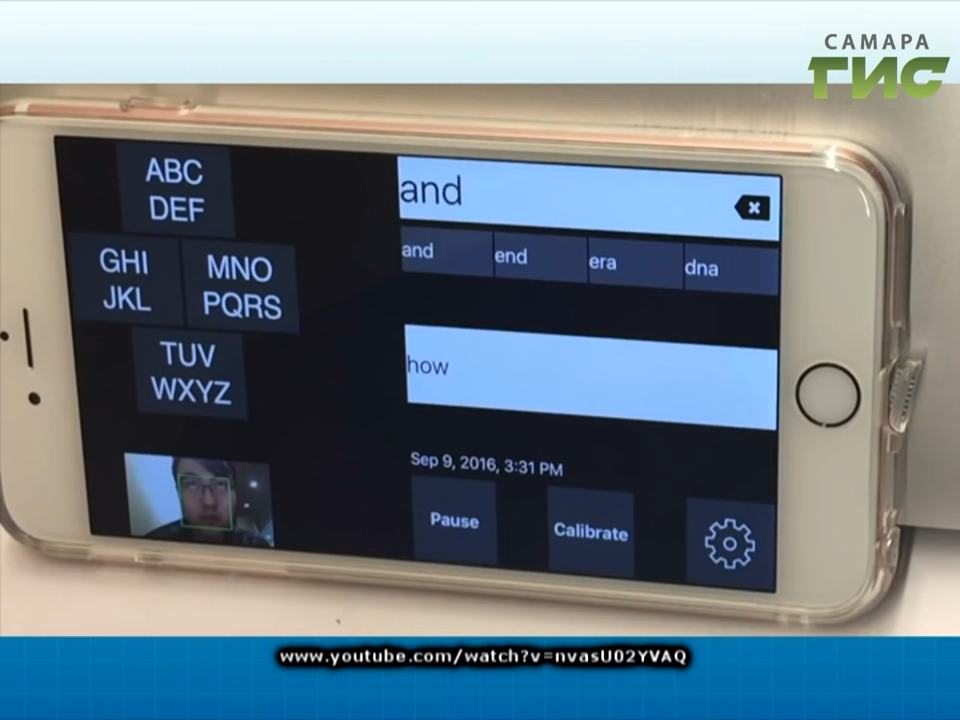 САМАРА
ГИС
ABC
DEF
GHI
JKL
MNO
PQRS
TUV
WXYZ
and
and
end
era
dna
how
Sep 9, 2016, 3:31 PM
Pause
Calibrate
www.youtube.com/watch?v=nvasU02YVAQ